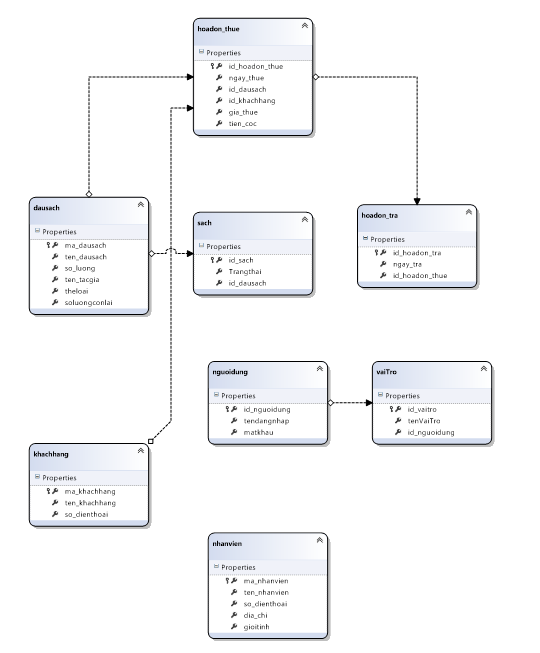 hoadon_thue
Properties
id_hoadon_thue
ngay_thue
id_dausach
id_khachhang
gia_thue
tien_coc
dausach
Properties
ma_dausach
ten_dausach
so_luong
ten_tacgia
theloai
soluongconlai
sach
Properties
id_sach
Trangthai
id_dausach
hoadon_tra
Properties
id_hoadon_tra
ngay_tra
id_hoadon_thue
nguoidung
Properties
id_nguoidung
tendangnhap
matkhau
vaiTro
Properties
id_vaitro
tenVaiTro
id_nguoidung
khachhang
Properties
ma_khachhang
ten_khachhang
so_dienthoai
nhanvien
Properties
ma_nhanvien
ten_nhanvien
so_dienthoai
dia_chi
gioitinh